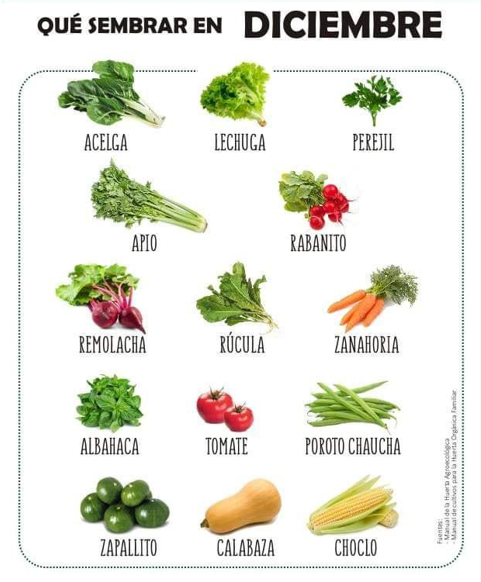 QUÉ SEMBRAR EN DICIEMBRE
ACELGA
LECHUGA
PEREJIL
APIO
RABANITO
REMOLACHA
RÚCULA
ZANAHORIA
ALBAHACA
TOMATE
POROTO CHAUCHA
ZAPALLITO
CALABAZA
CHOCLO
Fuentes:
- Manual de la Huerta Agroecológica
- Manual de cultivos para la Huerta Orgánica Familiar.